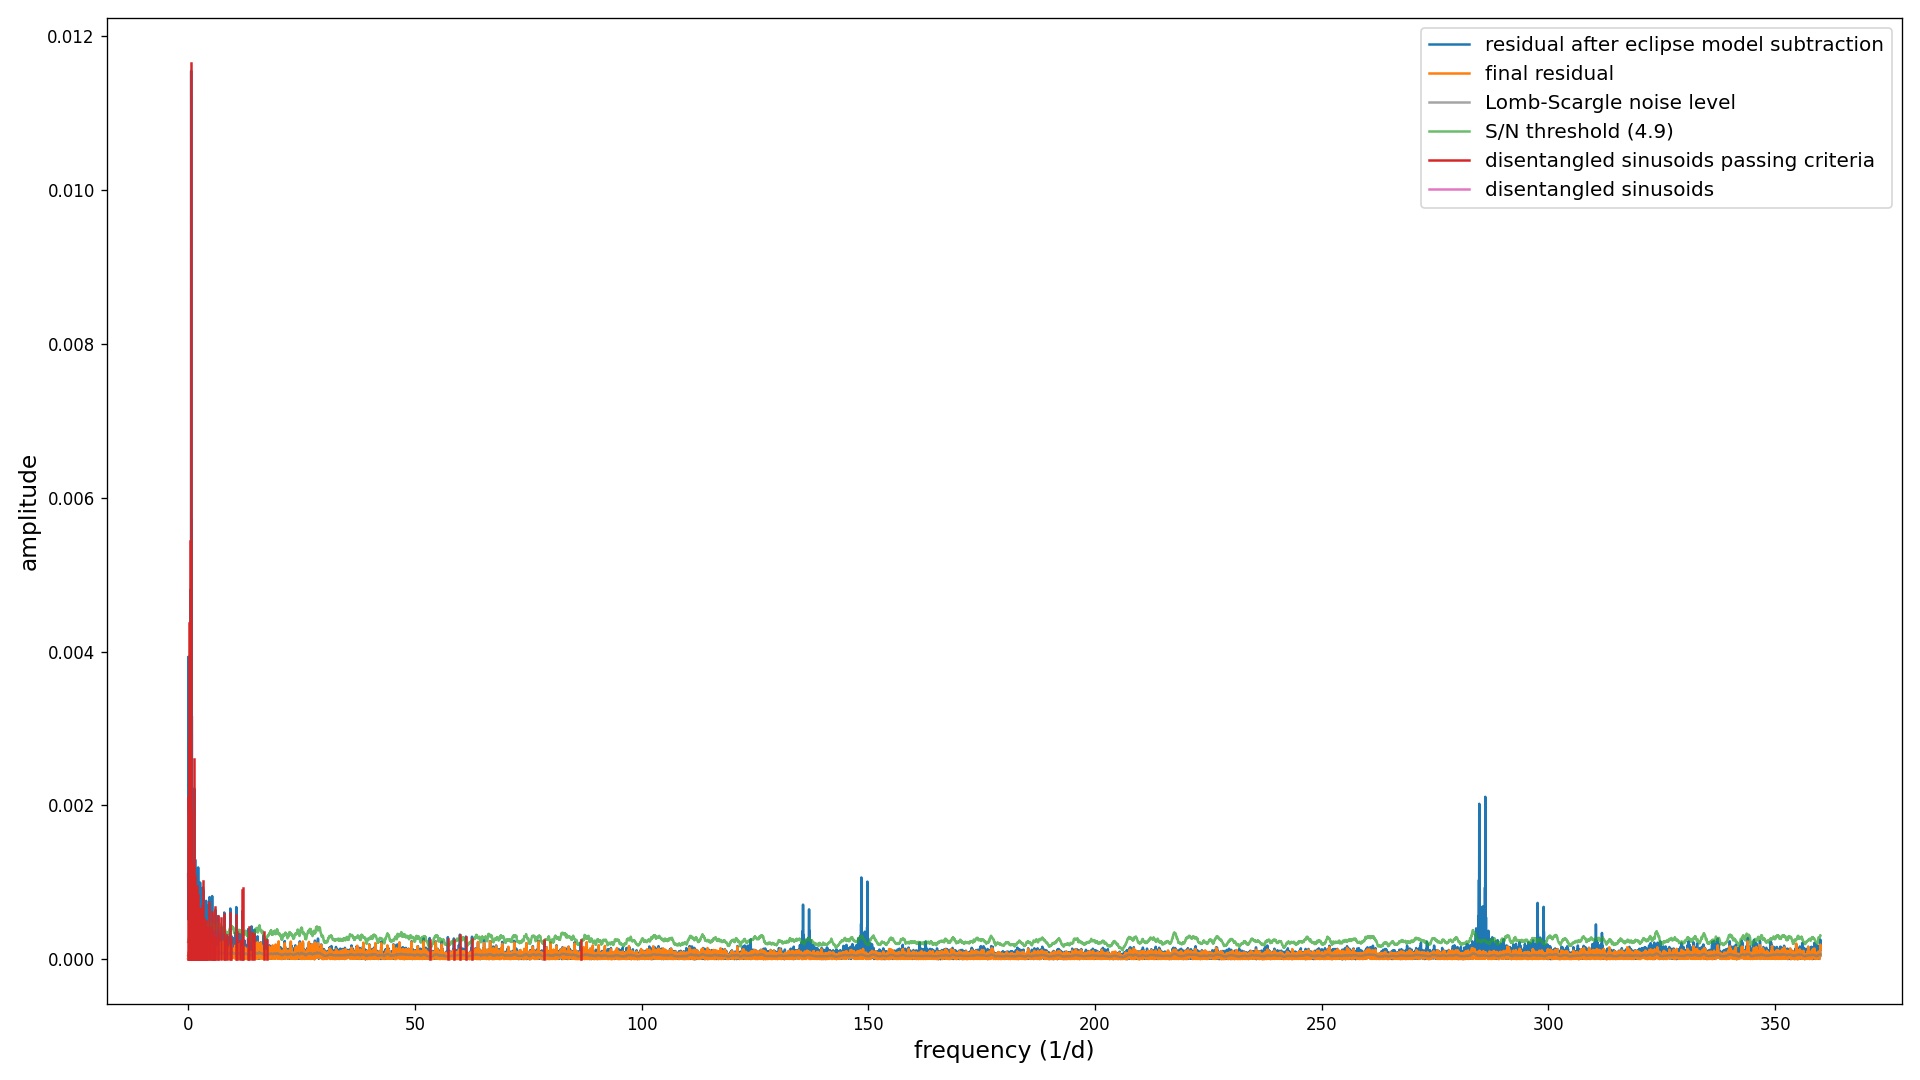 0.012
0.010
0.008
0.006
0.004
0.002
0.000
amplitude
0
50
100
150
200
250
300
350
frequency (1/d)
residual after eclipse model subtraction
final residual
Lomb-Scargle noise level
S/N threshold (4.9)
disentangled sinusoids passing criteria
disentangled sinusoids